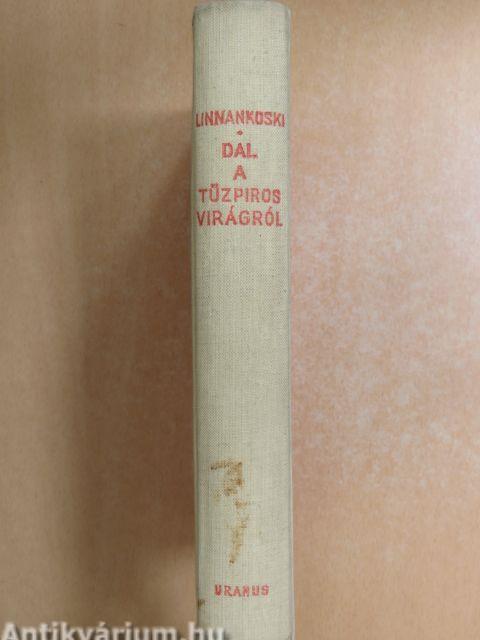 LINNANKOSKI
•
DAL
A
TŰZPIROS
VIRÁGRÓL
URANUS
Antikvárium.hu